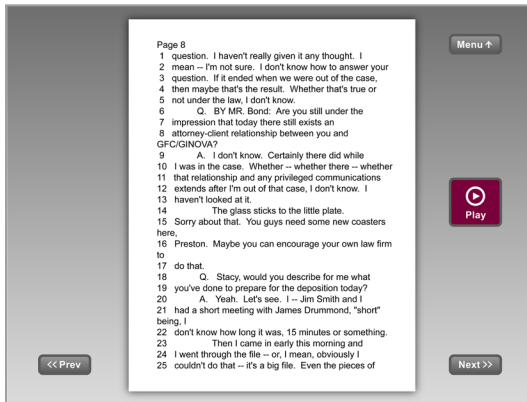 Menu ↑
Page 8
1 question. I haven't really given it any thought. I
2 mean -- I'm not sure. I don't know how to answer your
3 question. If it ended when we were out of the case,
4 then maybe that's the result. Whether that's true or
5 not under the law, I don't know.
6 Q. BY MR. Bond: Are you still under the
7 impression that today there still exists an
8 attorney-client relationship between you and
GFC/GINOVA?
9 A. I don't know. Certainly there did while
10 I was in the case. Whether -- whether there -- whether
11 that relationship and any privileged communications
12 extends after I'm out of that case, I don't know. I
13 haven't looked at it.
14 The glass sticks to the little plate.
15 Sorry about that. You guys need some new coasters
here,
16 Preston. Maybe you can encourage your own law firm
to
17 do that.
18 Q. Stacy, would you describe for me what
19 you've done to prepare for the deposition today?
20 A. Yeah. Let's see. I -- Jim Smith and I
21 had a short meeting with James Drummond, "short"
being, I
22 don't know how long it was, 15 minutes or something.
23 Then I came in early this morning and
24 I went through the file -- or, I mean, obviously I
25 couldn't do that -- it's a big file. Even the pieces of
Play
<< Prev
Next >>